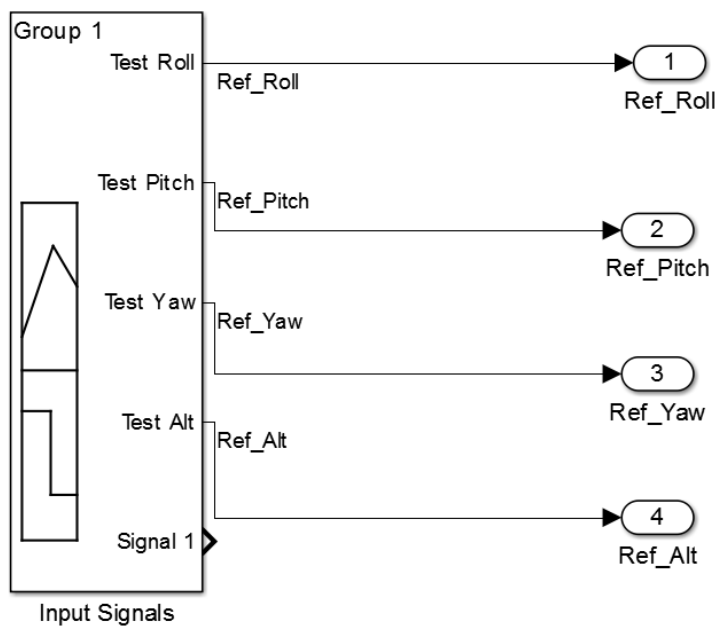 Group 1
Test Roll
Ref_Roll
1
Ref_Roll
Test Pitch
Ref_Pitch
2
Ref_Pitch
Test Yaw
Ref_Yaw
3
Ref_Yaw
Test Alt
Ref_Alt
4
Ref_Alt
Signal 1
Input Signals